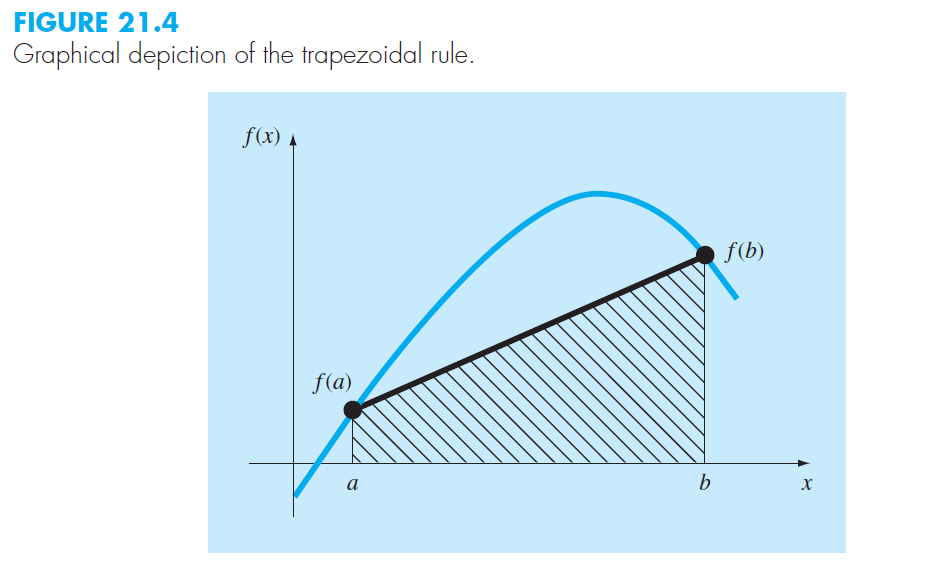 FIGURE 21.4
Graphical depiction of the trapezoidal rule.
f(x)
f(b)
f(a)
a
b
x